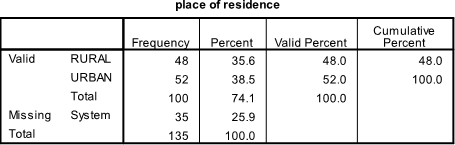 place of residence
Frequency Percent Valid Percent Cumulative Percent
Valid RURAL 48 35.6 48.0 48.0
URBAN 52 38.5 52.0 100.0
Total 100 74.1 100.0
Missing System 35 25.9
Total 135 100.0